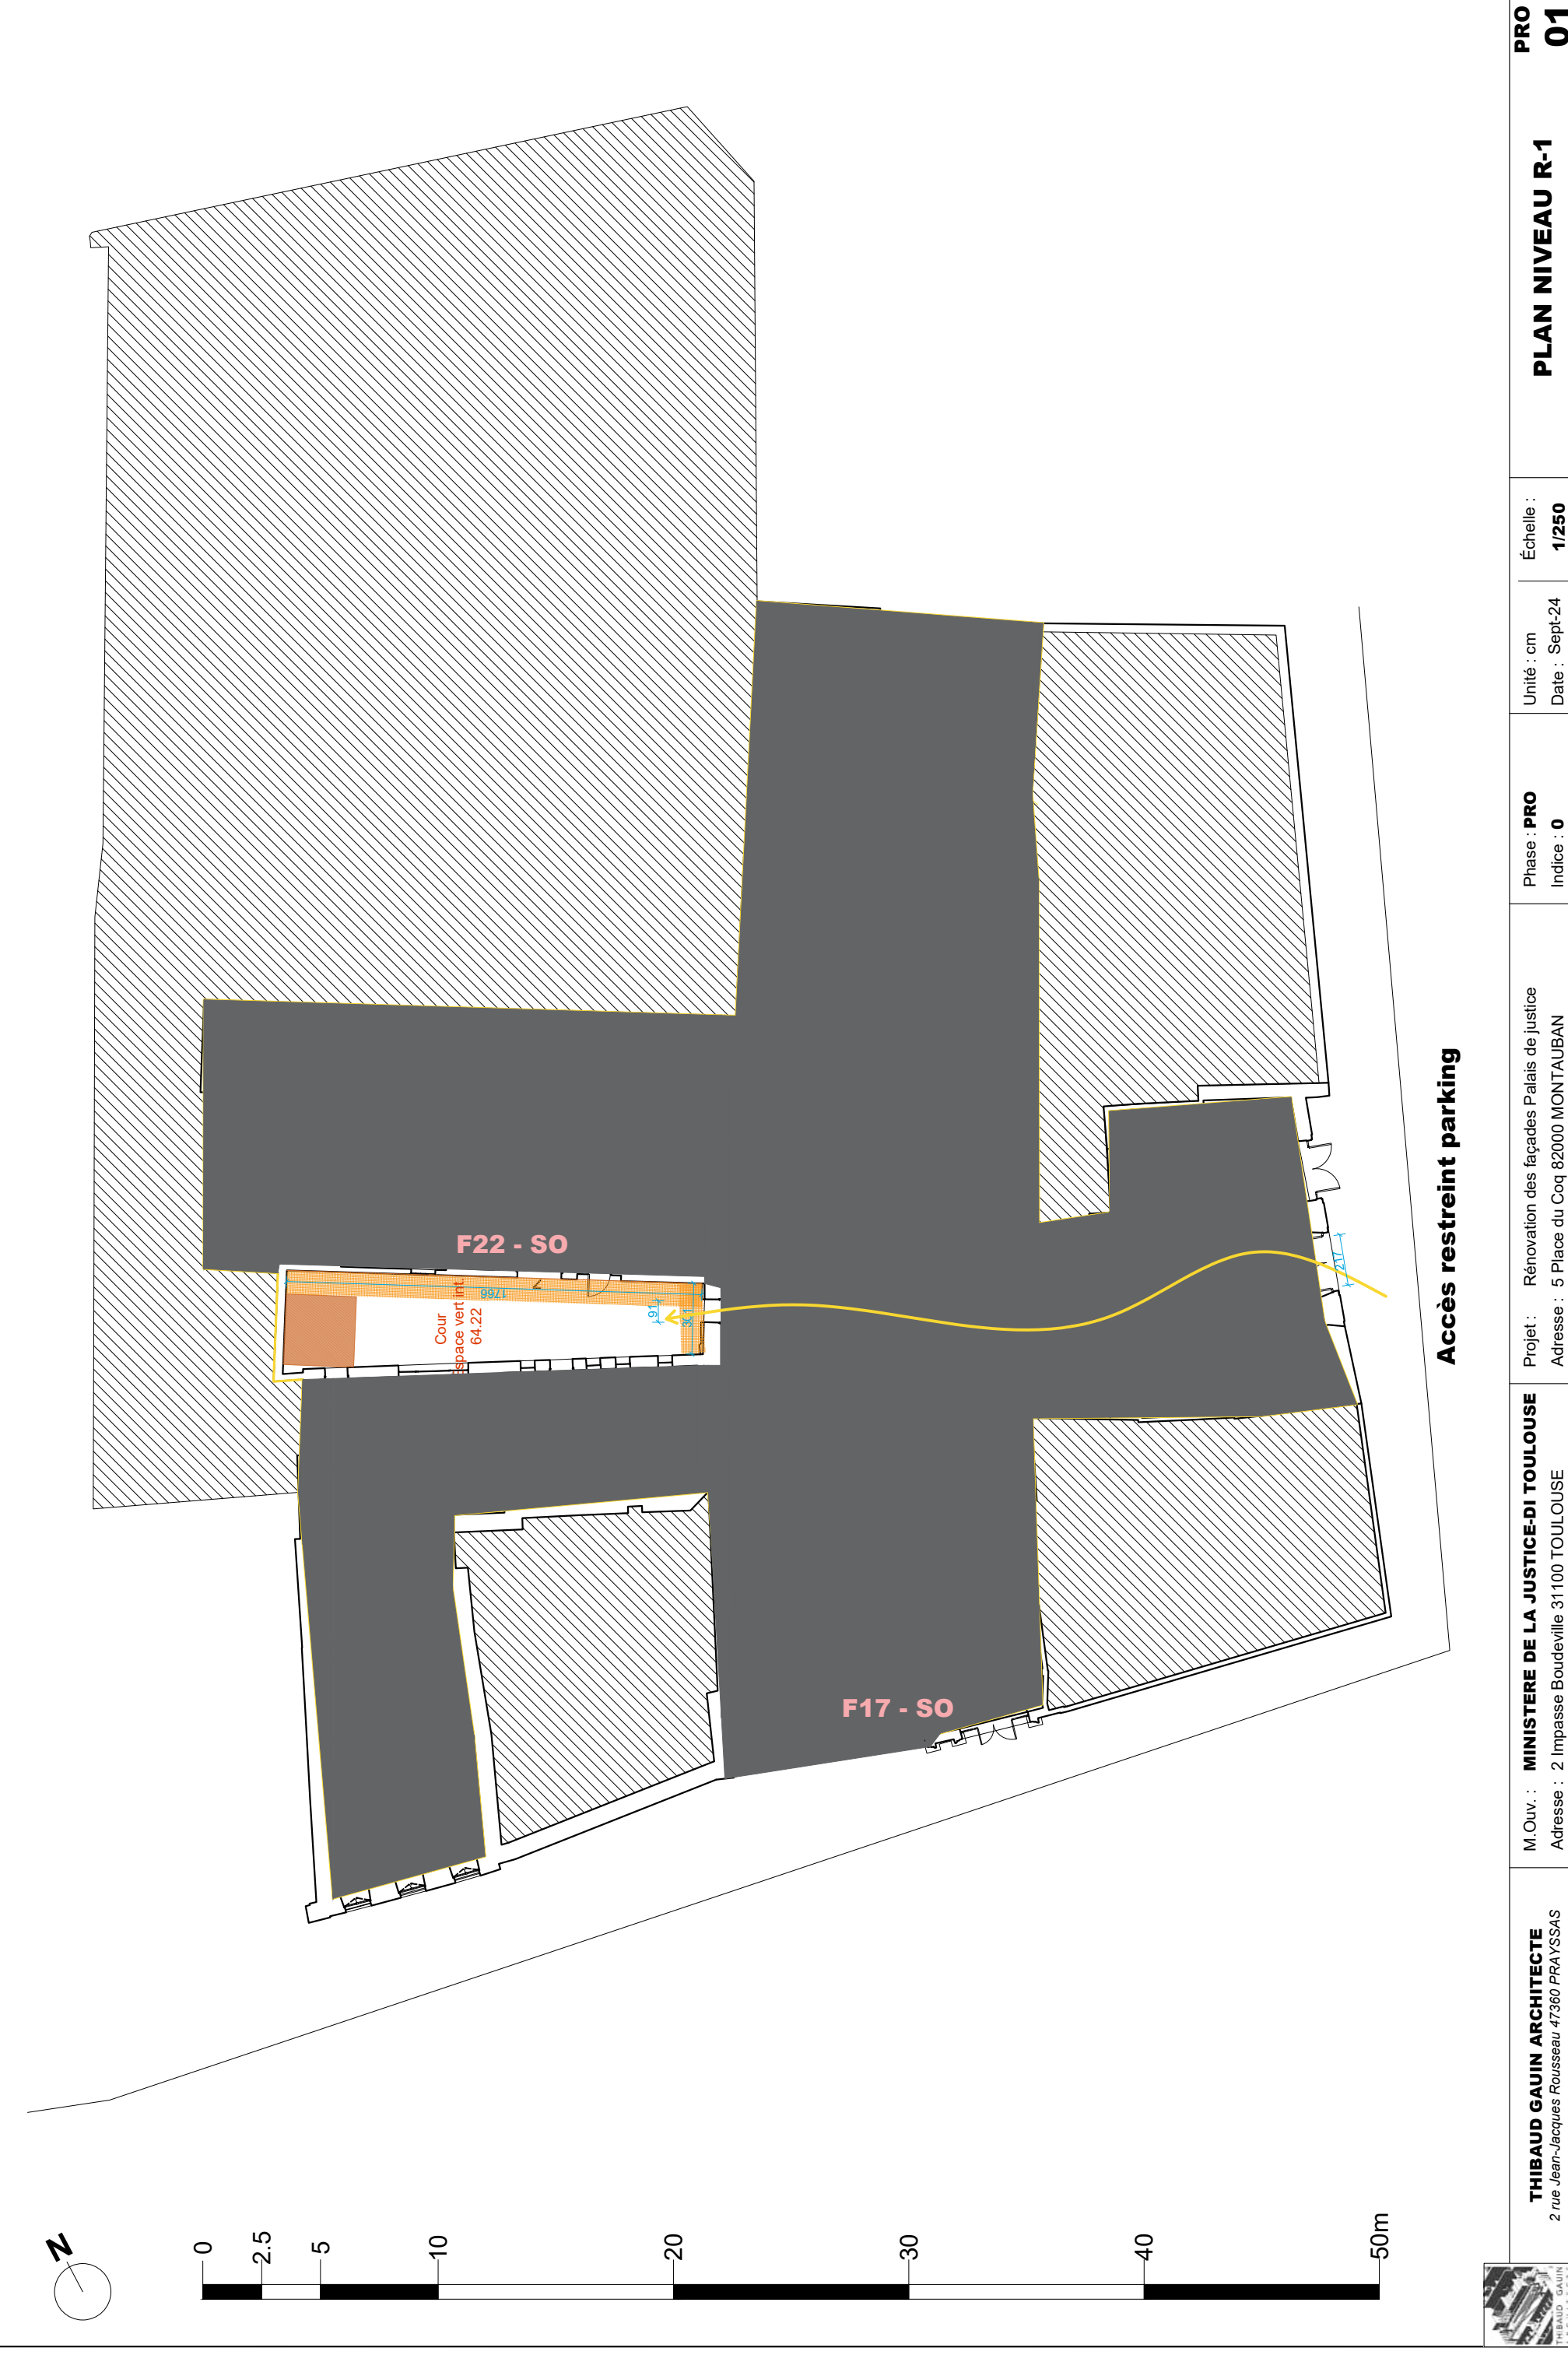 PLAN NIVEAU R-1
PRO
01
Échelle :
1/250
Unité : cm
Date : Sept-24
Phase : PRO
Indice : 0
Projet : Rénovation des façades Palais de justice
Adresse : 5 Place du Coq 82000 MONTAUBAN
M.Ouv. : MINISTERE DE LA JUSTICE-DI TOULOUSE
Adresse : 2 Impasse Boudeville 31100 TOULOUSE
THIBAUD GAUIN ARCHITECTE
2 rue Jean-Jacques Rousseau 47360 PRAYSSAS
THIBAUD GAUIN
Accès restreint parking
F22 - SO
F17 - SO
Cour
space vert int.
64.22
1766
91
301
217
N
0
2.5
5
10
20
30
40
50m